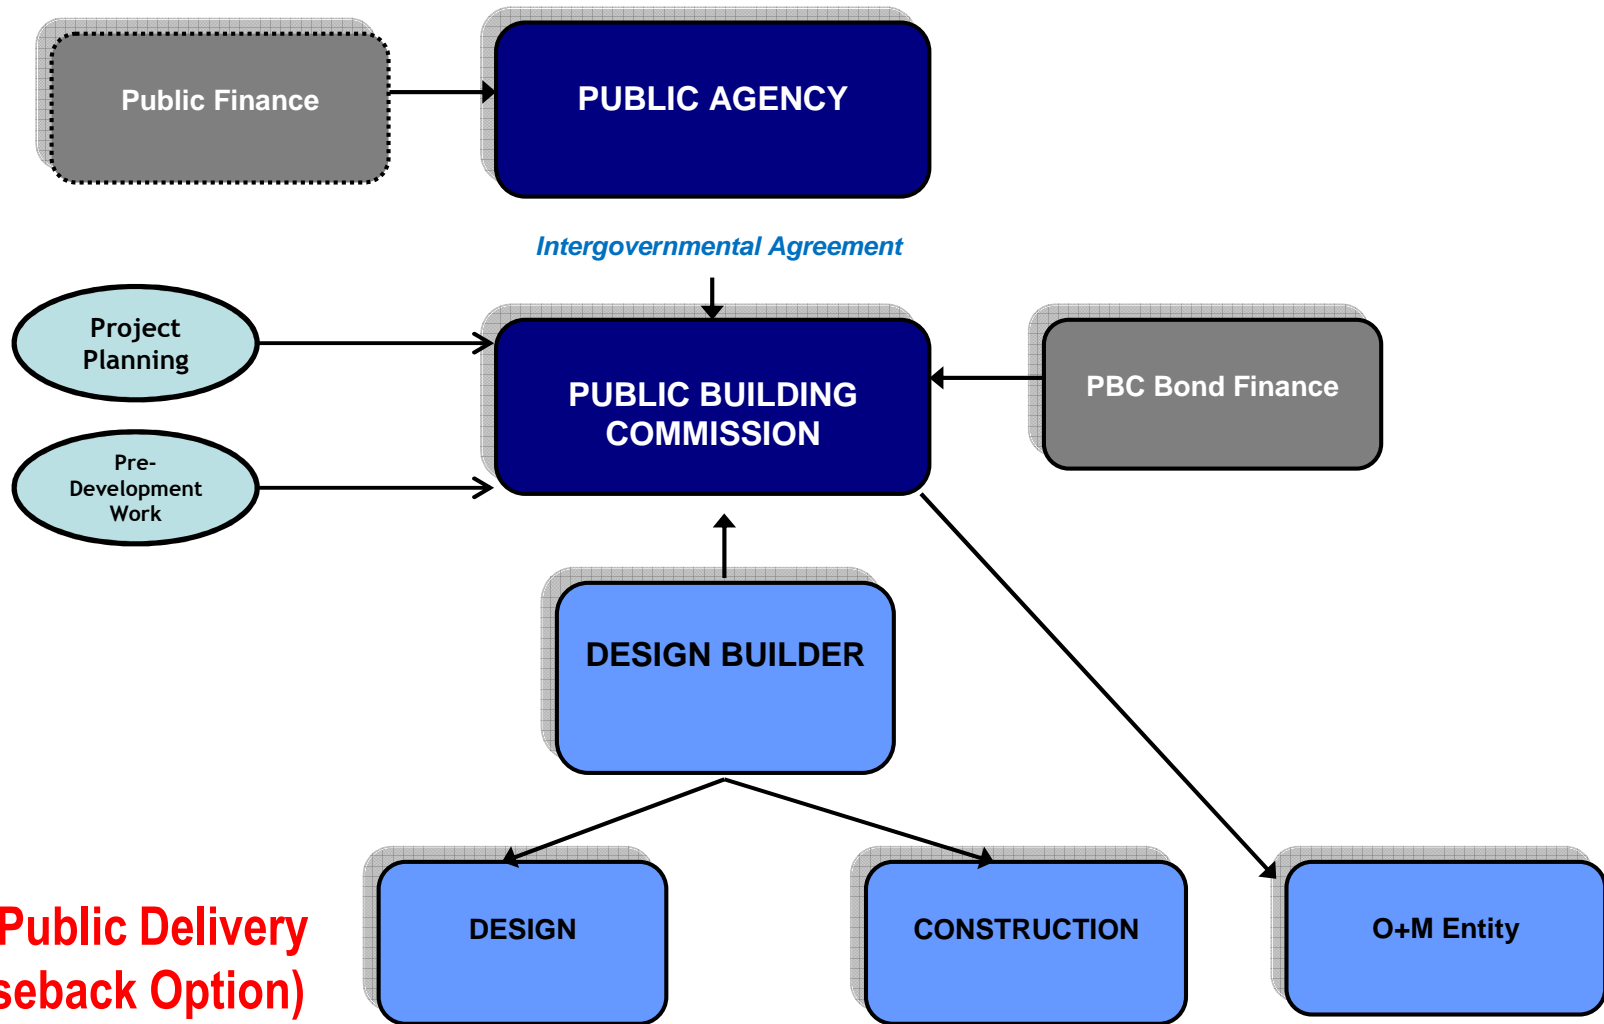 Public Finance
PUBLIC AGENCY
Intergovernmental Agreement
Project
Planning
PUBLIC BUILDING
COMMISSION
PBC Bond Finance
Pre-
Development
Work
DESIGN BUILDER
DESIGN
CONSTRUCTION
O+M Entity
Public Delivery
seback Option)